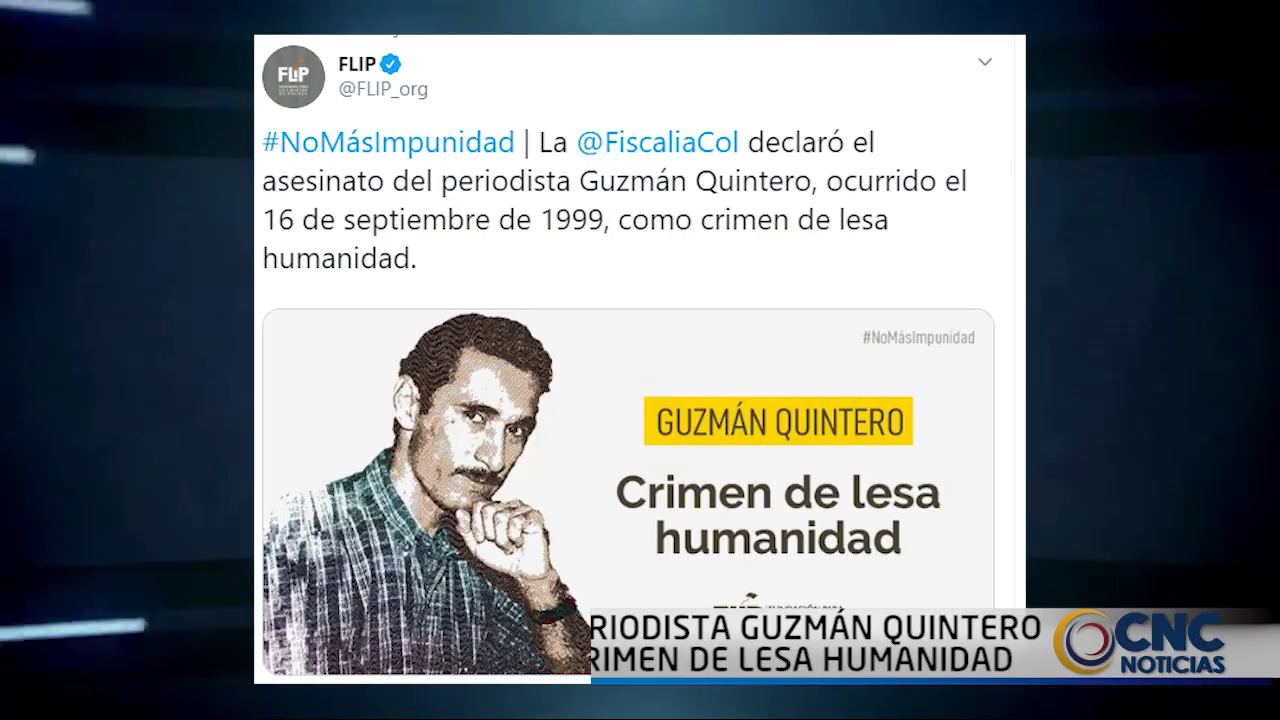 FLIP
FLIP
@FLIP_org
#NoMásImpunidad | La @FiscaliaCol declaró el
asesinato del periodista Guzmán Quintero, ocurrido el
16 de septiembre de 1999, como crimen de lesa
humanidad.
#NoMásImpunidad
GUZMÁN QUINTERO
Crimen de lesa
humanidad
RIODISTA GUZMÁN QUINTERO
RIMEN DE LESA HUMANIDAD
CNC
NOTICIAS